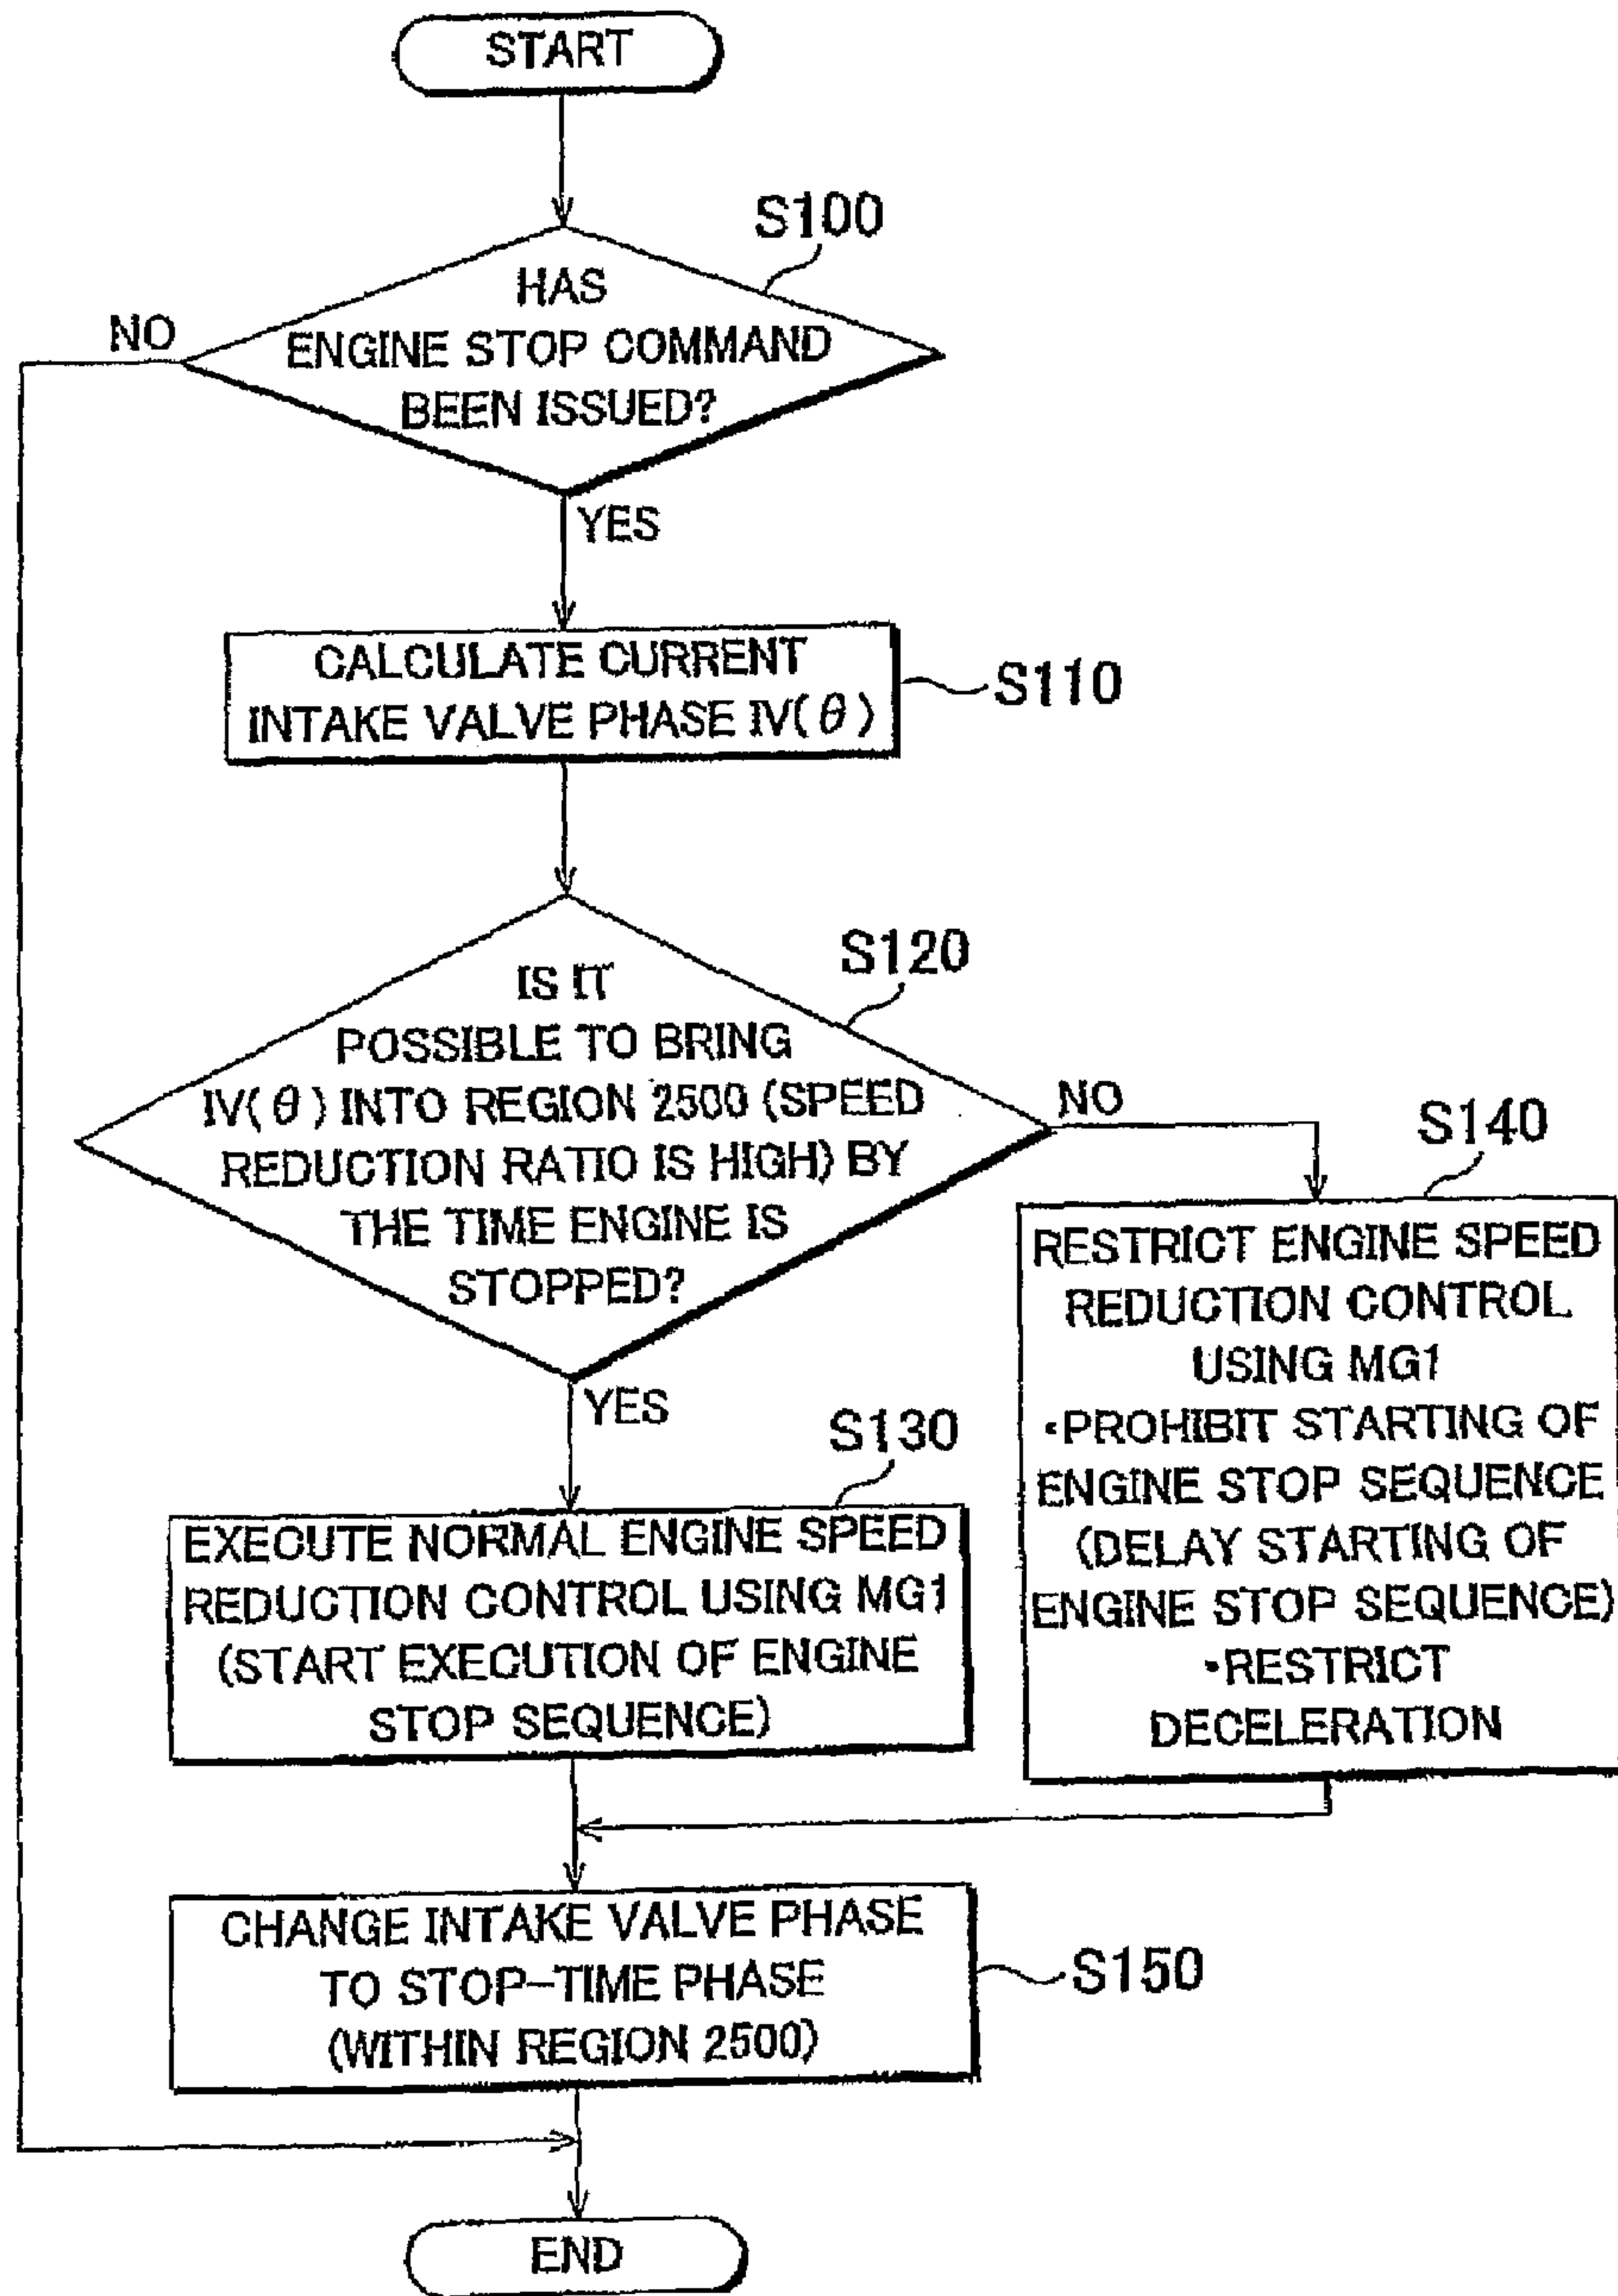 START
S100
HAS
ENGINE STOP COMMAND
BEEN ISSUED?
NO
YES
CALCULATE CURRENT
INTAKE VALVE PHASE IV(θ)
S110
S120
IS IT
POSSIBLE TO BRING
IV(θ) INTO REGION 2500 (SPEED
REDUCTION RATIO IS HIGH) BY
THE TIME ENGINE IS
STOPPED?
NO
YES
S140
RESTRICT ENGINE SPEED
REDUCTION CONTROL
USING MG1
・PROHIBIT STARTING OF
ENGINE STOP SEQUENCE
(DELAY STARTING OF
ENGINE STOP SEQUENCE)
・RESTRICT
DECELERATION
S130
EXECUTE NORMAL ENGINE SPEED
REDUCTION CONTROL USING MG1
(START EXECUTION OF ENGINE
STOP SEQUENCE)
CHANGE INTAKE VALVE PHASE
TO STOP-TIME PHASE
(WITHIN REGION 2500)
S150
END